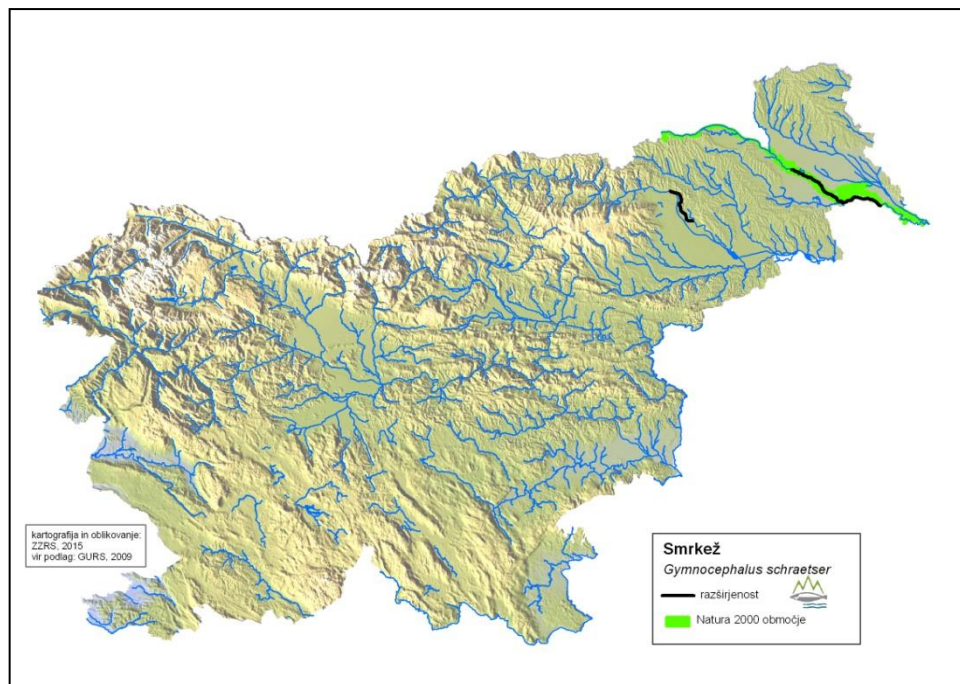 kartografija in oblikovanje:
ZZRS, 2015
vir podlag: GURS, 2009
Smrkež
Gymnocephalus schraetser
razširjenost
Natura 2000 območje